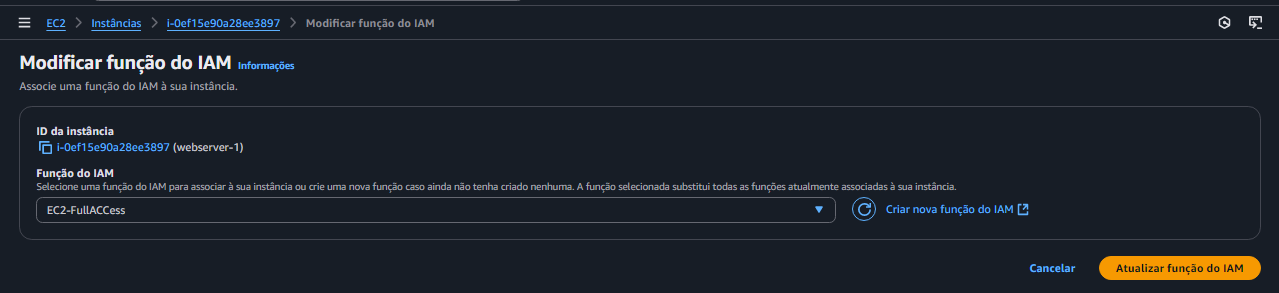 EC2 > Instâncias > i-0ef15e90a28ee3897 > Modificar função do IAM
Modificar função do IAM Informações
Associe uma função do IAM à sua instância.
ID da instância
i-0ef15e90a28ee3897 (webserver-1)
Função do IAM
Selecione uma função do IAM para associar à sua instância ou crie uma nova função caso ainda não tenha criado nenhuma. A função selecionada substitui todas as funções atualmente associadas à sua instância.
EC2-FullACCess
Criar nova função do IAM
Cancelar
Atualizar função do IAM